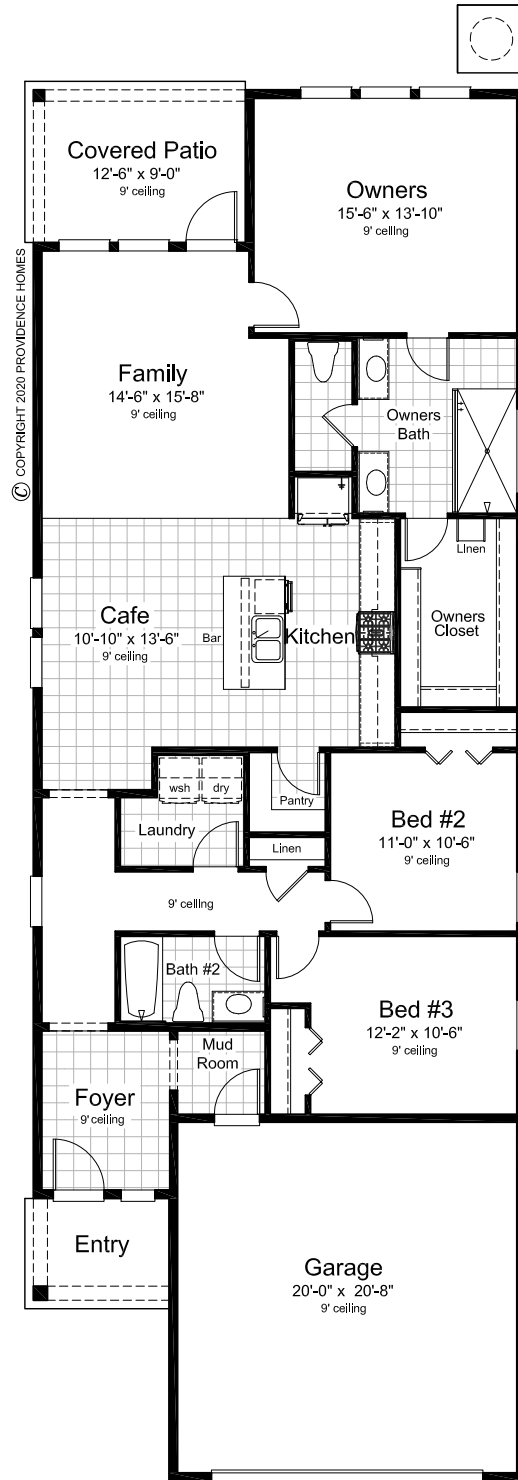 Covered Patio
12'-6" x 9'-0"
9' ceiling
Owners
15'-6" x 13'-10"
9' ceiling
© COPYRIGHT 2020 PROVIDENCE HOMES
Family
14'-6" x 15'-8"
9' ceiling
Owners
Bath
Linen
Owners
Closet
Cafe
10'-10" x 13'-6"
9' ceiling
Bar
Kitchen
wsh
dry
Pantry
Laundry
Linen
Bed #2
11'-0" x 10'-6"
9' ceiling
9' ceiling
Bath #2
Bed #3
12'-2" x 10'-6"
9' ceiling
Mud
Room
Foyer
9' ceiling
Entry
Garage
20'-0" x 20'-8"
9' ceiling